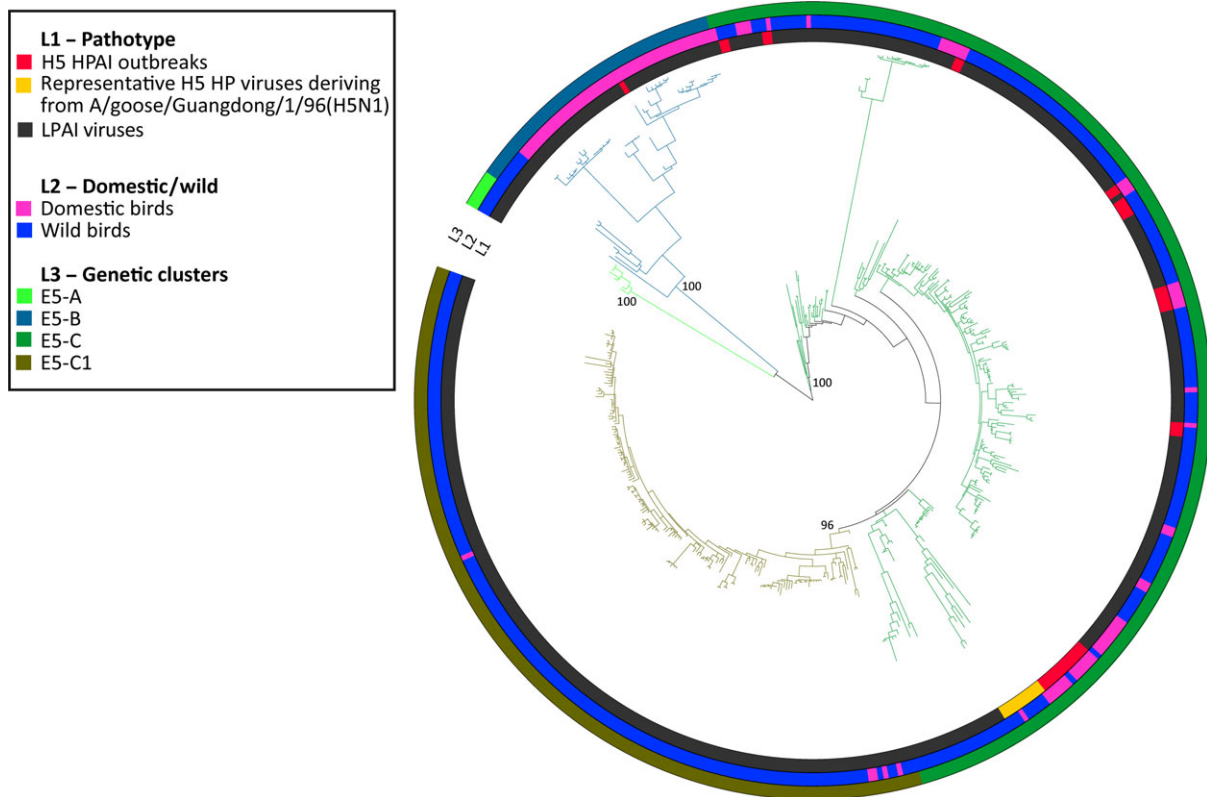 L1 – Pathotype
H5 HPAI outbreaks
Representative H5 HP viruses deriving
from A/goose/Guangdong/1/96(H5N1)
LPAI viruses
L2 – Domestic/wild
Domestic birds
Wild birds
L3 – Genetic clusters
E5-A
E5-B
E5-C
E5-C1
L3
L2
L1
100
100
100
96